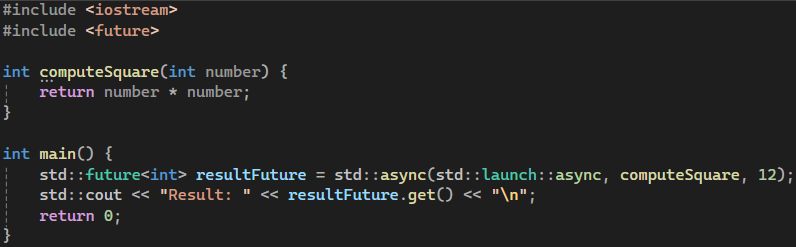 #include <iostream>
#include <future>
int computeSquare(int number) {
return number * number;
}
int main() {
std::future<int> resultFuture = std::async(std::launch::async, computeSquare, 12);
std::cout << "Result: " << resultFuture.get() << "\n";
return 0;
}